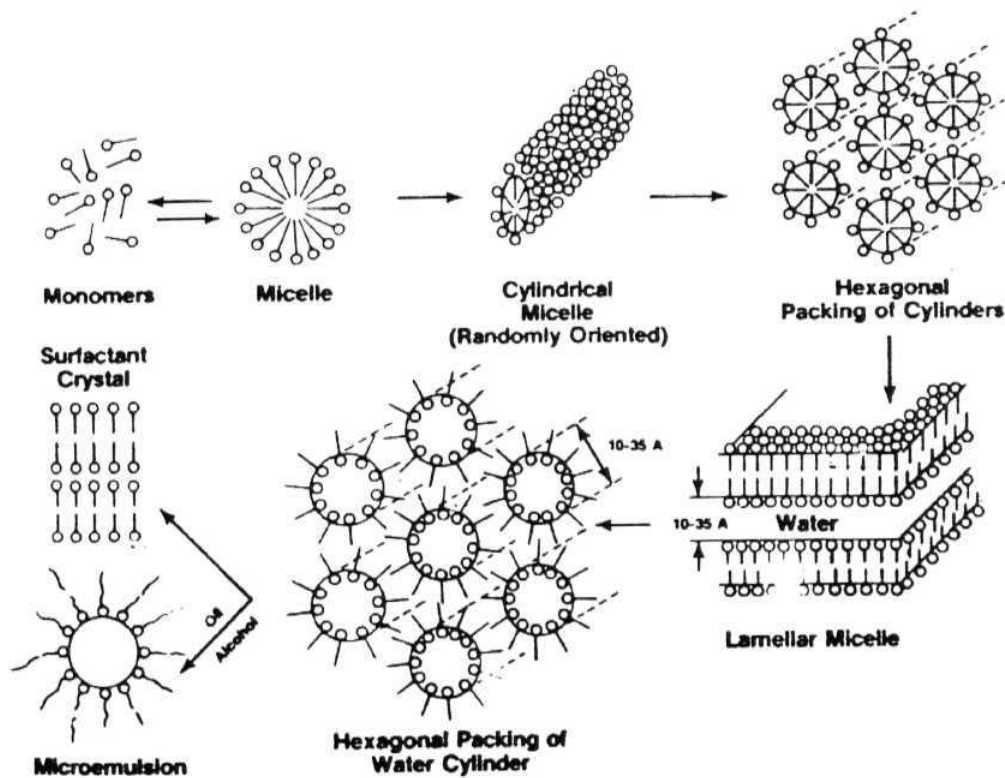 Monomers
Micelle
Cylindrical
Micelle
(Randomly Oriented)
Hexagonal
Packing of Cylinders
Surfactant
Crystal
10-35 A
10-35 A
Water
Lamellar Micelle
Oil
Alcohol
Microemulsion
Hexagonal Packing of
Water Cylinder